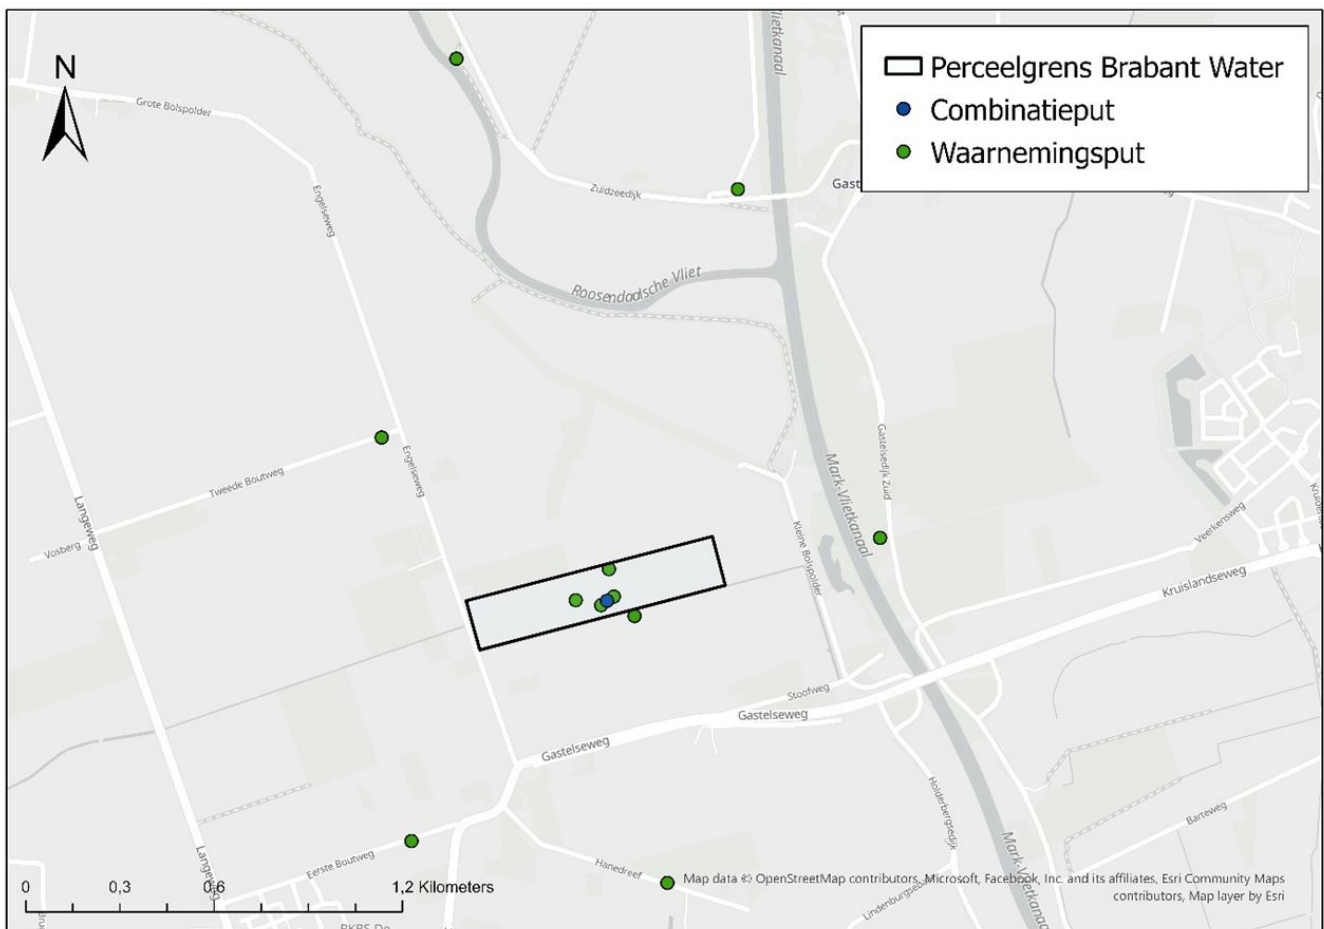 N
Perceelgrens Brabant Water
Combinatieput
Waarnemingsput
Grote Bolspolder
Engelseweg
Zuidzeedijk
Gast
Roosendaalsche Vliet
Engelseweg
Tweede Boutweg
Langeweg
Vosberg
Mark-Vlietkanaal
Gastelsedijk Zuid
Kleine Bolspolder
Veerkensweg
Kruislandseweg
Stoofweg
Gastelseweg
Gastelseweg
Holderbergsedijk
Barteweg
Eerste Boutweg
Hanedreef
Langeweg
0 0,3 0,6 1,2 Kilometers
Map data © OpenStreetMap contributors, Microsoft, Facebook, Inc. and its affiliates, Esri Community Maps
contributors, Map layer by Esri
Mark-Vlietkanaal